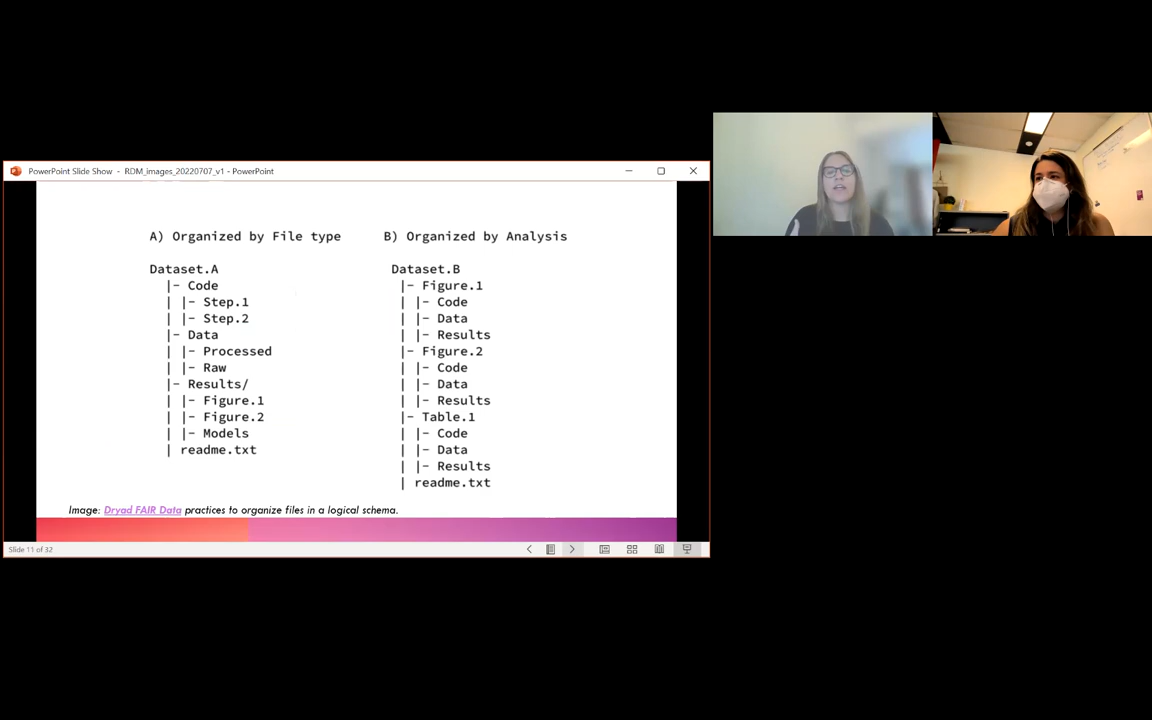 PowerPoint Slide Show - RDM_images_20220707_v1 - PowerPoint
A) Organized by File type
Dataset.A
|- Code
| |- Step.1
| |- Step.2
|- Data
| |- Processed
| |- Raw
|- Results/
| |- Figure.1
| |- Figure.2
| |- Models
| readme.txt
B) Organized by Analysis
Dataset.B
|- Figure.1
| |- Code
| |- Data
| |- Results
|- Figure.2
| |- Code
| |- Data
| |- Results
|- Table.1
| |- Code
| |- Data
| |- Results
| readme.txt
Image: Dryad FAIR Data practices to organize files in a logical schema.
Slide 11 of 32